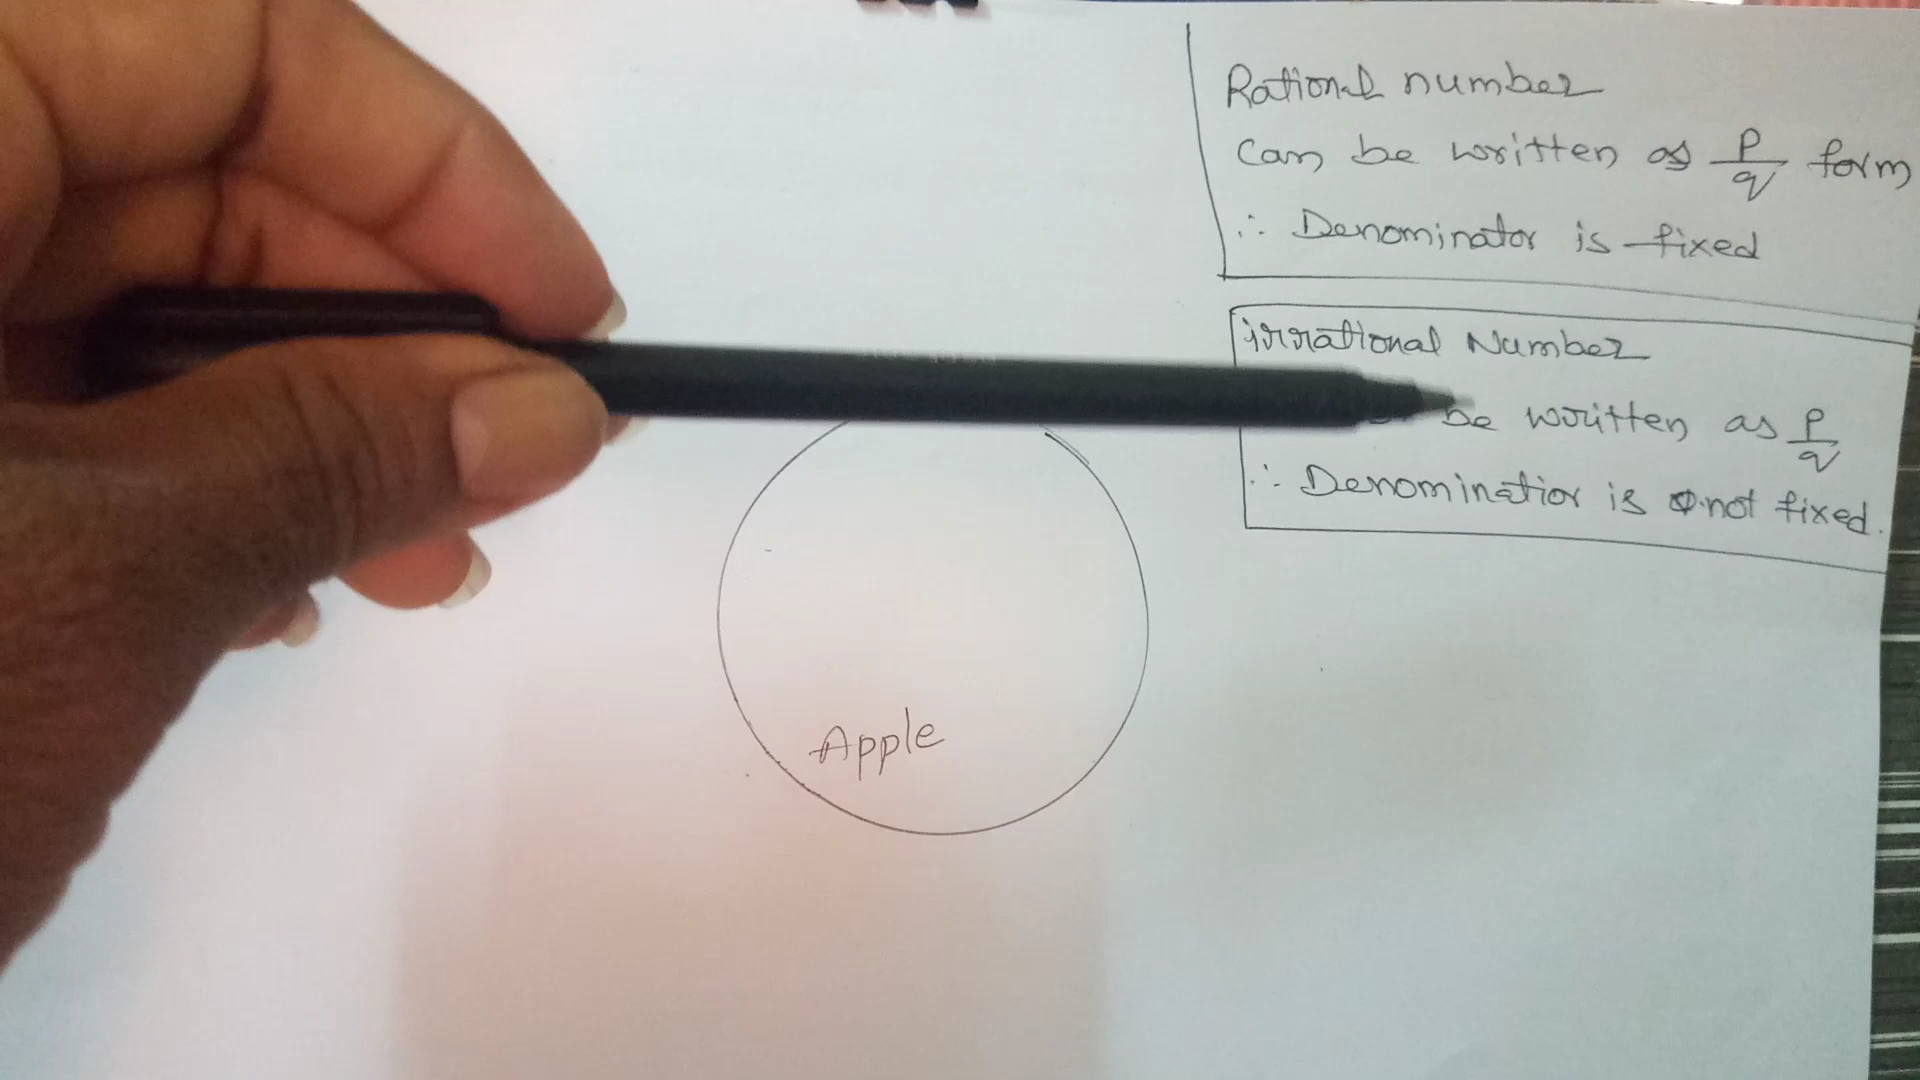 Rational number
Can be written as P/q form
∴ Denominator is fixed
irrational Number
be written as P/q
∴ Denominatior is not fixed.
Apple